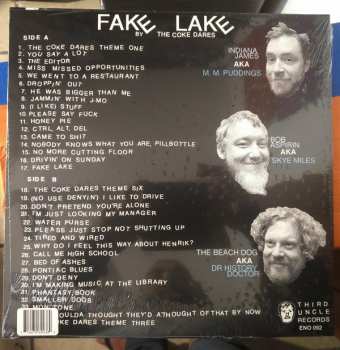 FAKE LAKE
BY THE COKE DARES
SIDE A
1. THE COKE DARES THEME ONE
2. YOU SAY A LOT
3. THE EDITOR
4. MISS MISSED OPPORTUNITIES
5. WE WENT TO A RESTAURANT
6. DROPPIN' OUT
7. HE WAS BIGGER THAN ME
8. JAMMIN' WITH J-MO
9. (I LIKE) STUFF
10. PLEASE SAY FUCK
11. HONEY PIE
12. CTRL, ALT, DEL
13. CAME TO SHIT
14. NOBODY KNOWS WHAT YOU ARE, PILLBOTTLE
15. NO MORE CUTTING FLOOR
16. DRIVIN' ON SUNDAY
17. FAKE LAKE
SIDE B
18. THE COKE DARES THEME SIX
19. (NO USE DENYIN') I LIKE TO DRIVE
20. DON'T PRETEND YOU'RE ALONE
21. I'M JUST LOOKING MY MANAGER
22. WATER PURSE
23. PLEASE JUST STOP NOT SHUTTING UP
24. TIRED AND WIRED
25. WHY DO I FEEL THIS WAY ABOUT HENRIK?
26. CALL ME HIGH SCHOOL
27. BED OF ASHES
28. PONTIAC BLUES
29. DON'T DENY
30. I'M MAKING MUSIC AT THE LIBRARY
31. PHANTASY BOOK
32. SMALLER DOGS
33. MON TONE
OULDA THOUGHT THEY'D A THOUGHT OF THAT BY NOW
COKE DARES THEME THREE
INDIANA
JAMES
AKA
M. M. PUDDINGS
BOB
ASPIRIN
AKA
SKYE MILES
THE BEACH DOG
AKA
DR HISTORY
DOCTOR
THIRD
UNCLE
RECORDS
ENO 092